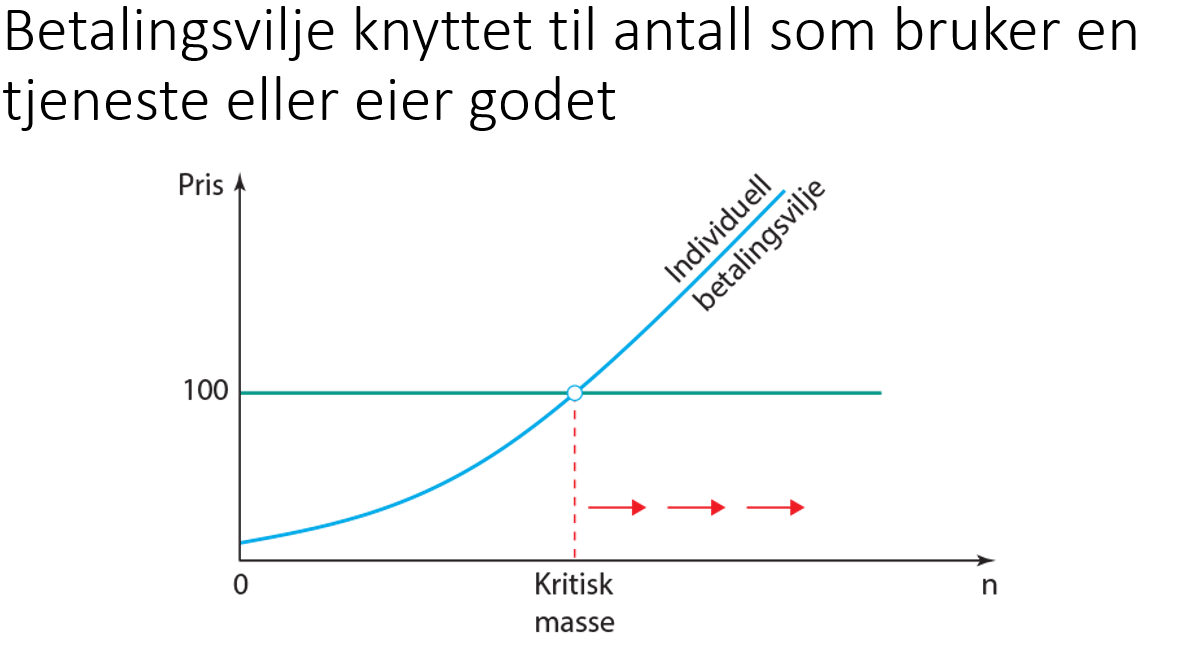 Betalingsvilje knyttet til antall som bruker en
tjeneste eller eier godet
Pris
Individuell
betalingsvilje
100
0
Kritisk
masse
n